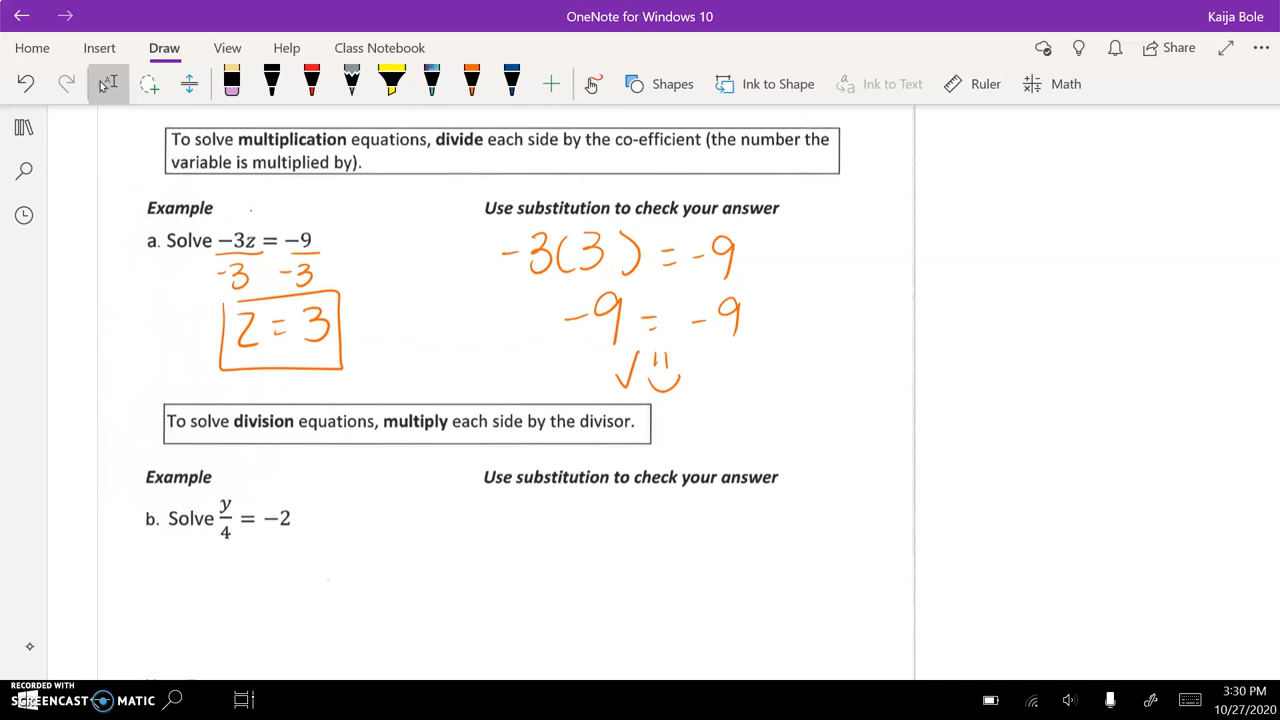 OneNote for Windows 10
Kaija Bole
Home Insert Draw View Help Class Notebook Share
Shapes Ink to Shape Ink to Text Ruler Math
To solve multiplication equations, divide each side by the co-efficient (the number the
variable is multiplied by).
Example
Use substitution to check your answer
a. Solve −3z = −9
-3 -3
z = 3
-3(3) = -9
-9 = -9
To solve division equations, multiply each side by the divisor.
Example
Use substitution to check your answer
b. Solve y/4 = −2
RECORDED WITH
SCREENCAST MATIC
3:30 PM
10/27/2020